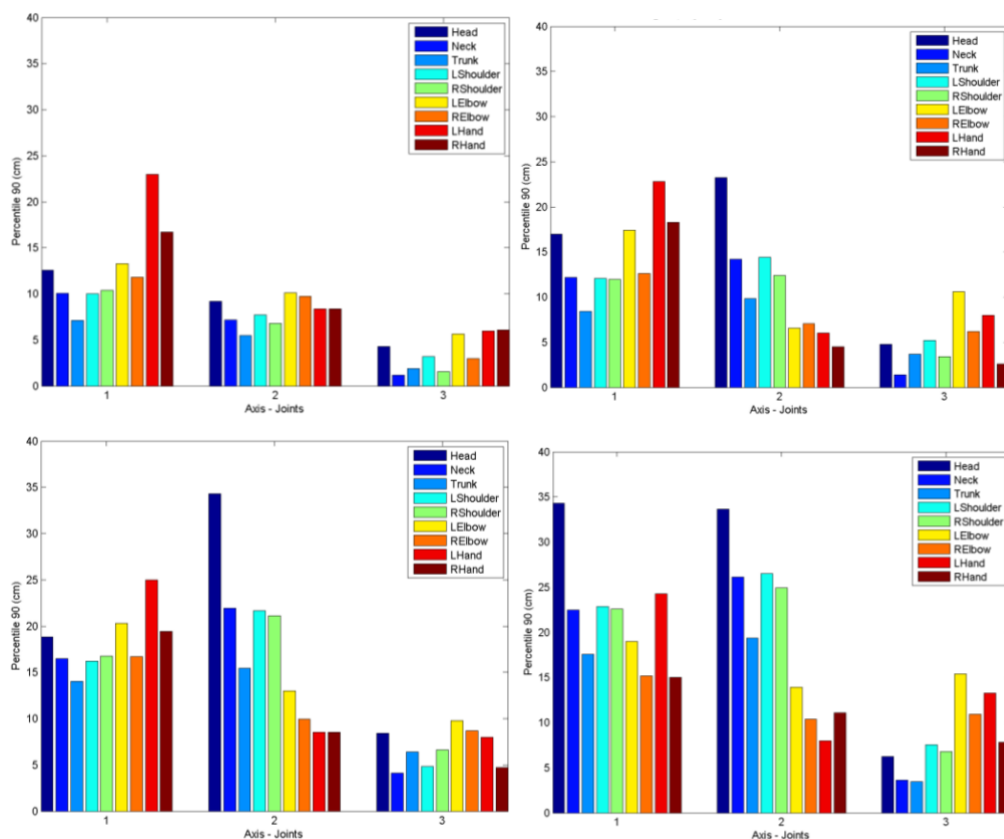 40
35
30
25
20
15
10
5
0
Percentile 90 (cm)
Head
Neck
Trunk
LShoulder
RShoulder
LElbow
RElbow
LHand
RHand
1 2 3
Axis - Joints
40
35
30
25
20
15
10
5
0
Percentile 90 (cm)
Head
Neck
Trunk
LShoulder
RShoulder
LElbow
RElbow
LHand
RHand
1 2 3
Axis - Joints
40
35
30
25
20
15
10
5
0
Percentile 90 (cm)
Head
Neck
Trunk
LShoulder
RShoulder
LElbow
RElbow
LHand
RHand
1 2 3
Axis - Joints
40
35
30
25
20
15
10
5
0
Percentile 90 (cm)
Head
Neck
Trunk
LShoulder
RShoulder
LElbow
RElbow
LHand
RHand
1 2 3
Axis - Joints